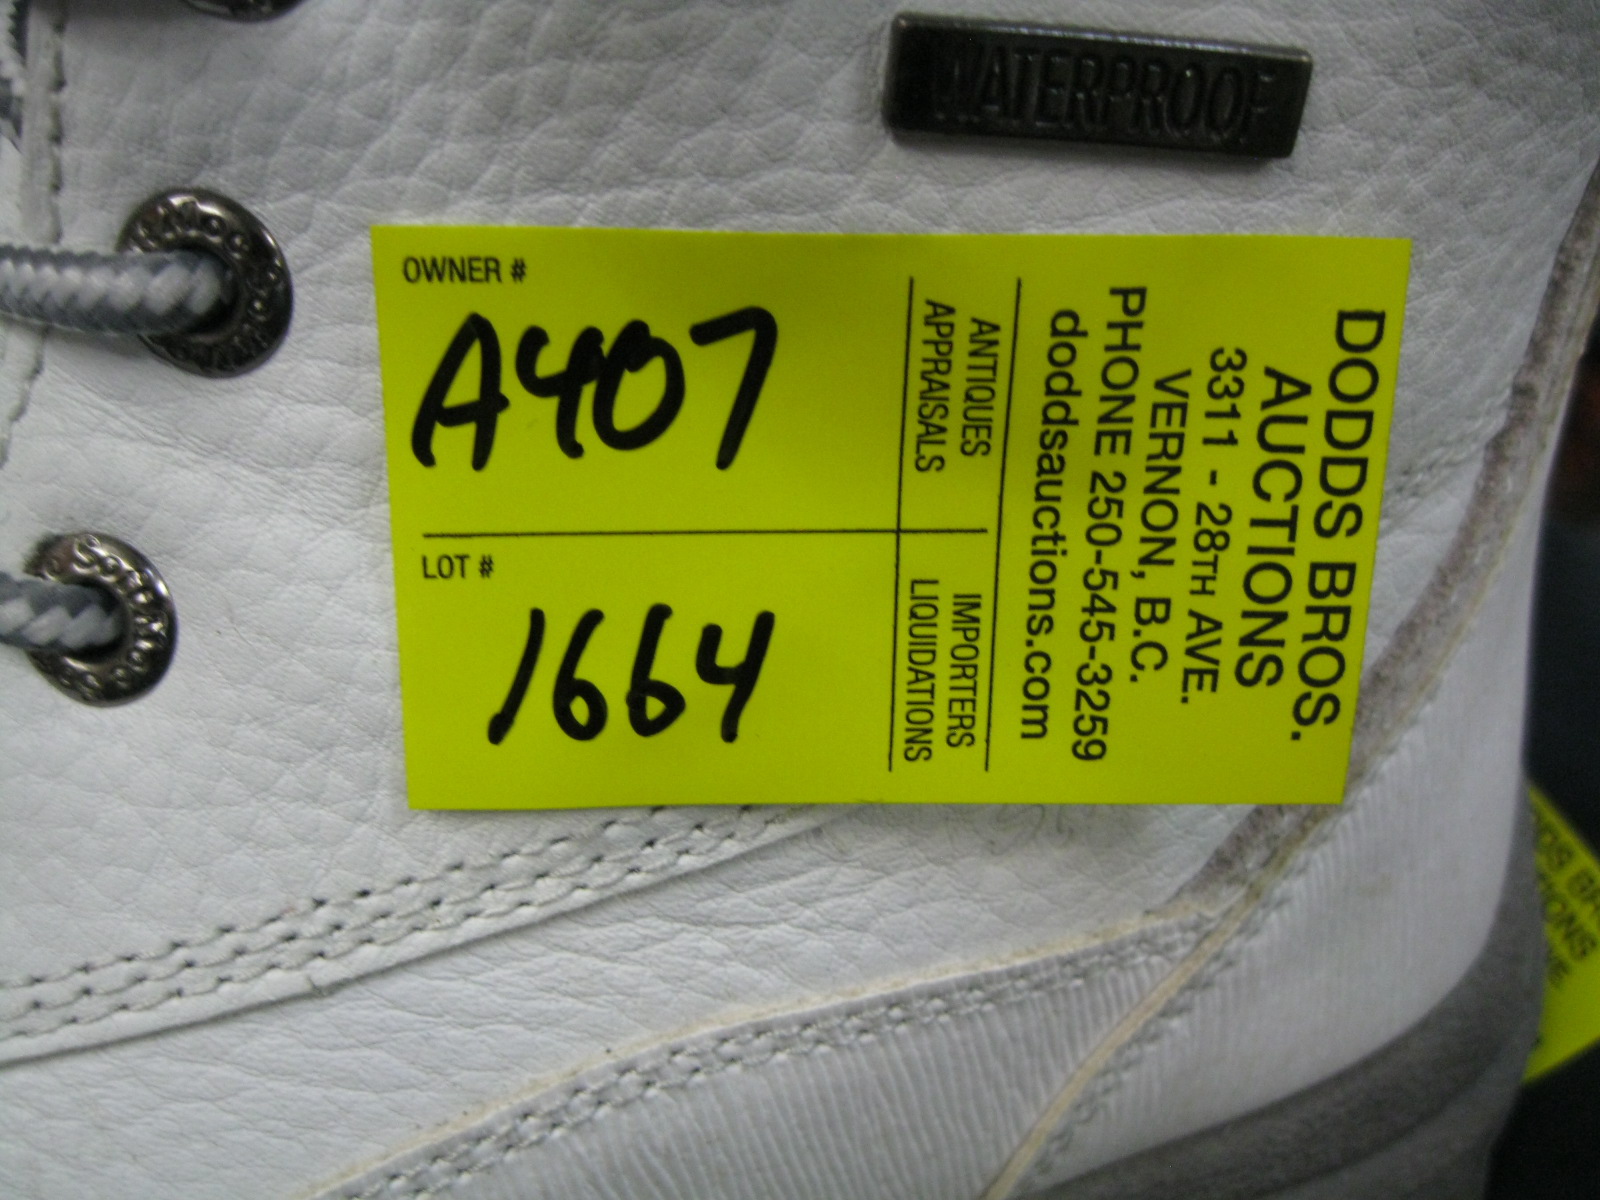 WATERPROOF
OWNER #
A407
LOT #
1664
ANTIQUES
APPRAISALS
IMPORTERS
LIQUIDATIONS
DODDS BROS.
AUCTIONS
3311 - 28TH AVE.
VERNON, B.C.
PHONE 250-545-3259
doddsauctions.com